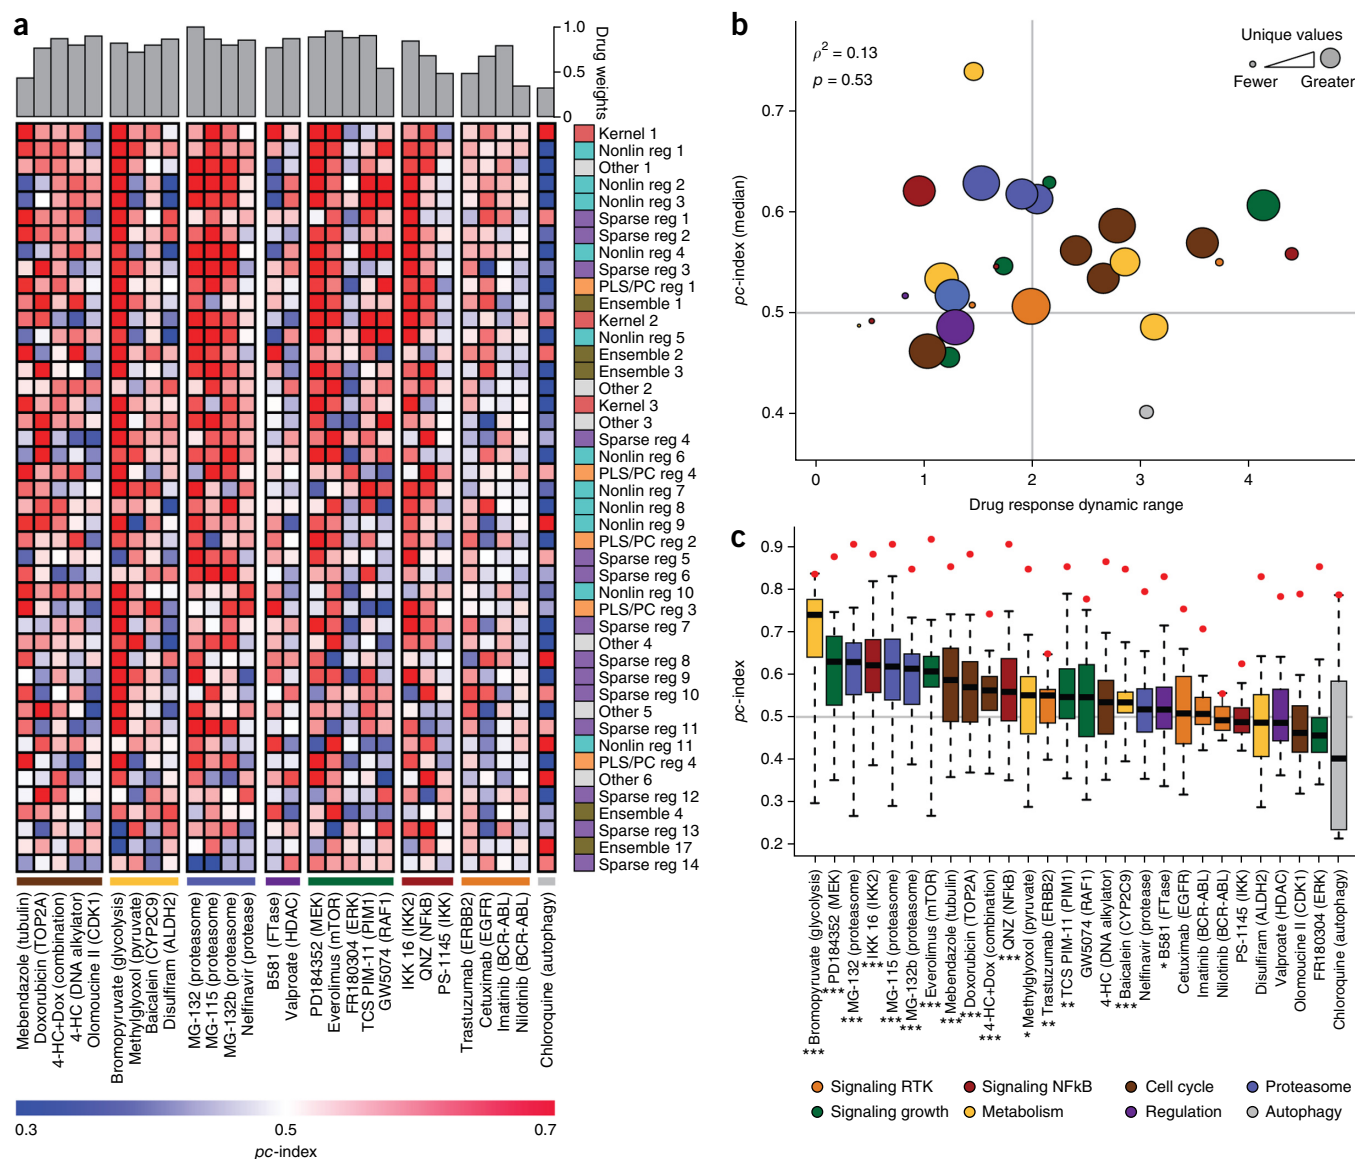 a
1.0
0.5
0
Drug weights
Kernel 1
Nonlin reg 1
Other 1
Nonlin reg 2
Nonlin reg 3
Sparse reg 1
Sparse reg 2
Nonlin reg 4
Sparse reg 3
PLS/PC reg 1
Ensemble 1
Kernel 2
Nonlin reg 5
Ensemble 2
Ensemble 3
Other 2
Kernel 3
Other 3
Sparse reg 4
Nonlin reg 6
PLS/PC reg 4
Nonlin reg 7
Nonlin reg 8
Nonlin reg 9
PLS/PC reg 2
Sparse reg 5
Sparse reg 6
Nonlin reg 10
PLS/PC reg 3
Sparse reg 7
Other 4
Sparse reg 8
Sparse reg 9
Sparse reg 10
Other 5
Sparse reg 11
Nonlin reg 11
PLS/PC reg 4
Other 6
Sparse reg 12
Ensemble 4
Sparse reg 13
Ensemble 17
Sparse reg 14
Mebendazole (tubulin)
Doxorubicin (TOP2A)
4-HC+Dox (combination)
4-HC (DNA alkylator)
Olomoucine II (CDK1)
Bromopyruvate (glycolysis)
Methylglyoxol (pyruvate)
Baicalein (CYP2C9)
Disulfiram (ALDH2)
MG-132 (proteasome)
MG-115 (proteasome)
MG-132b (proteasome)
Nelfinavir (protease)
B581 (FTase)
Valproate (HDAC)
PD184352 (MEK)
Everolimus (mTOR)
FR180304 (ERK)
TCS PIM-11 (PIM1)
GW5074 (RAF1)
IKK 16 (IKK2)
QNZ (NFkB)
PS-1145 (IKK)
Trastuzumab (ERBB2)
Cetuximab (EGFR)
Imatinib (BCR-ABL)
Nilotinib (BCR-ABL)
Chloroquine (autophagy)
0.3
0.5
0.7
pc-index
b
ρ² = 0.13
p = 0.53
Unique values
Fewer
Greater
pc-index (median)
0.7
0.6
0.5
0.4
0
1
2
3
4
Drug response dynamic range
c
pc-index
0.9
0.8
0.7
0.6
0.5
0.4
0.3
0.2
*** Bromopyruvate (glycolysis)
*** PD184352 (MEK)
*** MG-132 (proteasome)
*** IKK 16 (IKK2)
*** MG-115 (proteasome)
*** MG-132b (proteasome)
*** Everolimus (mTOR)
*** Mebendazole (tubulin)
*** Doxorubicin (TOP2A)
*** 4-HC+Dox (combination)
*** QNZ (NFkB)
* Methylglyoxol (pyruvate)
** Trastuzumab (ERBB2)
* TCS PIM-11 (PIM1)
GW5074 (RAF1)
4-HC (DNA alkylator)
*** Baicalein (CYP2C9)
Nelfinavir (protease)
* B581 (FTase)
Cetuximab (EGFR)
Imatinib (BCR-ABL)
Nilotinib (BCR-ABL)
PS-1145 (IKK)
Disulfiram (ALDH2)
Valproate (HDAC)
Olomoucine II (CDK1)
FR180304 (ERK)
Chloroquine (autophagy)
Signaling RTK
Signaling NFkB
Cell cycle
Proteasome
Signaling growth
Metabolism
Regulation
Autophagy